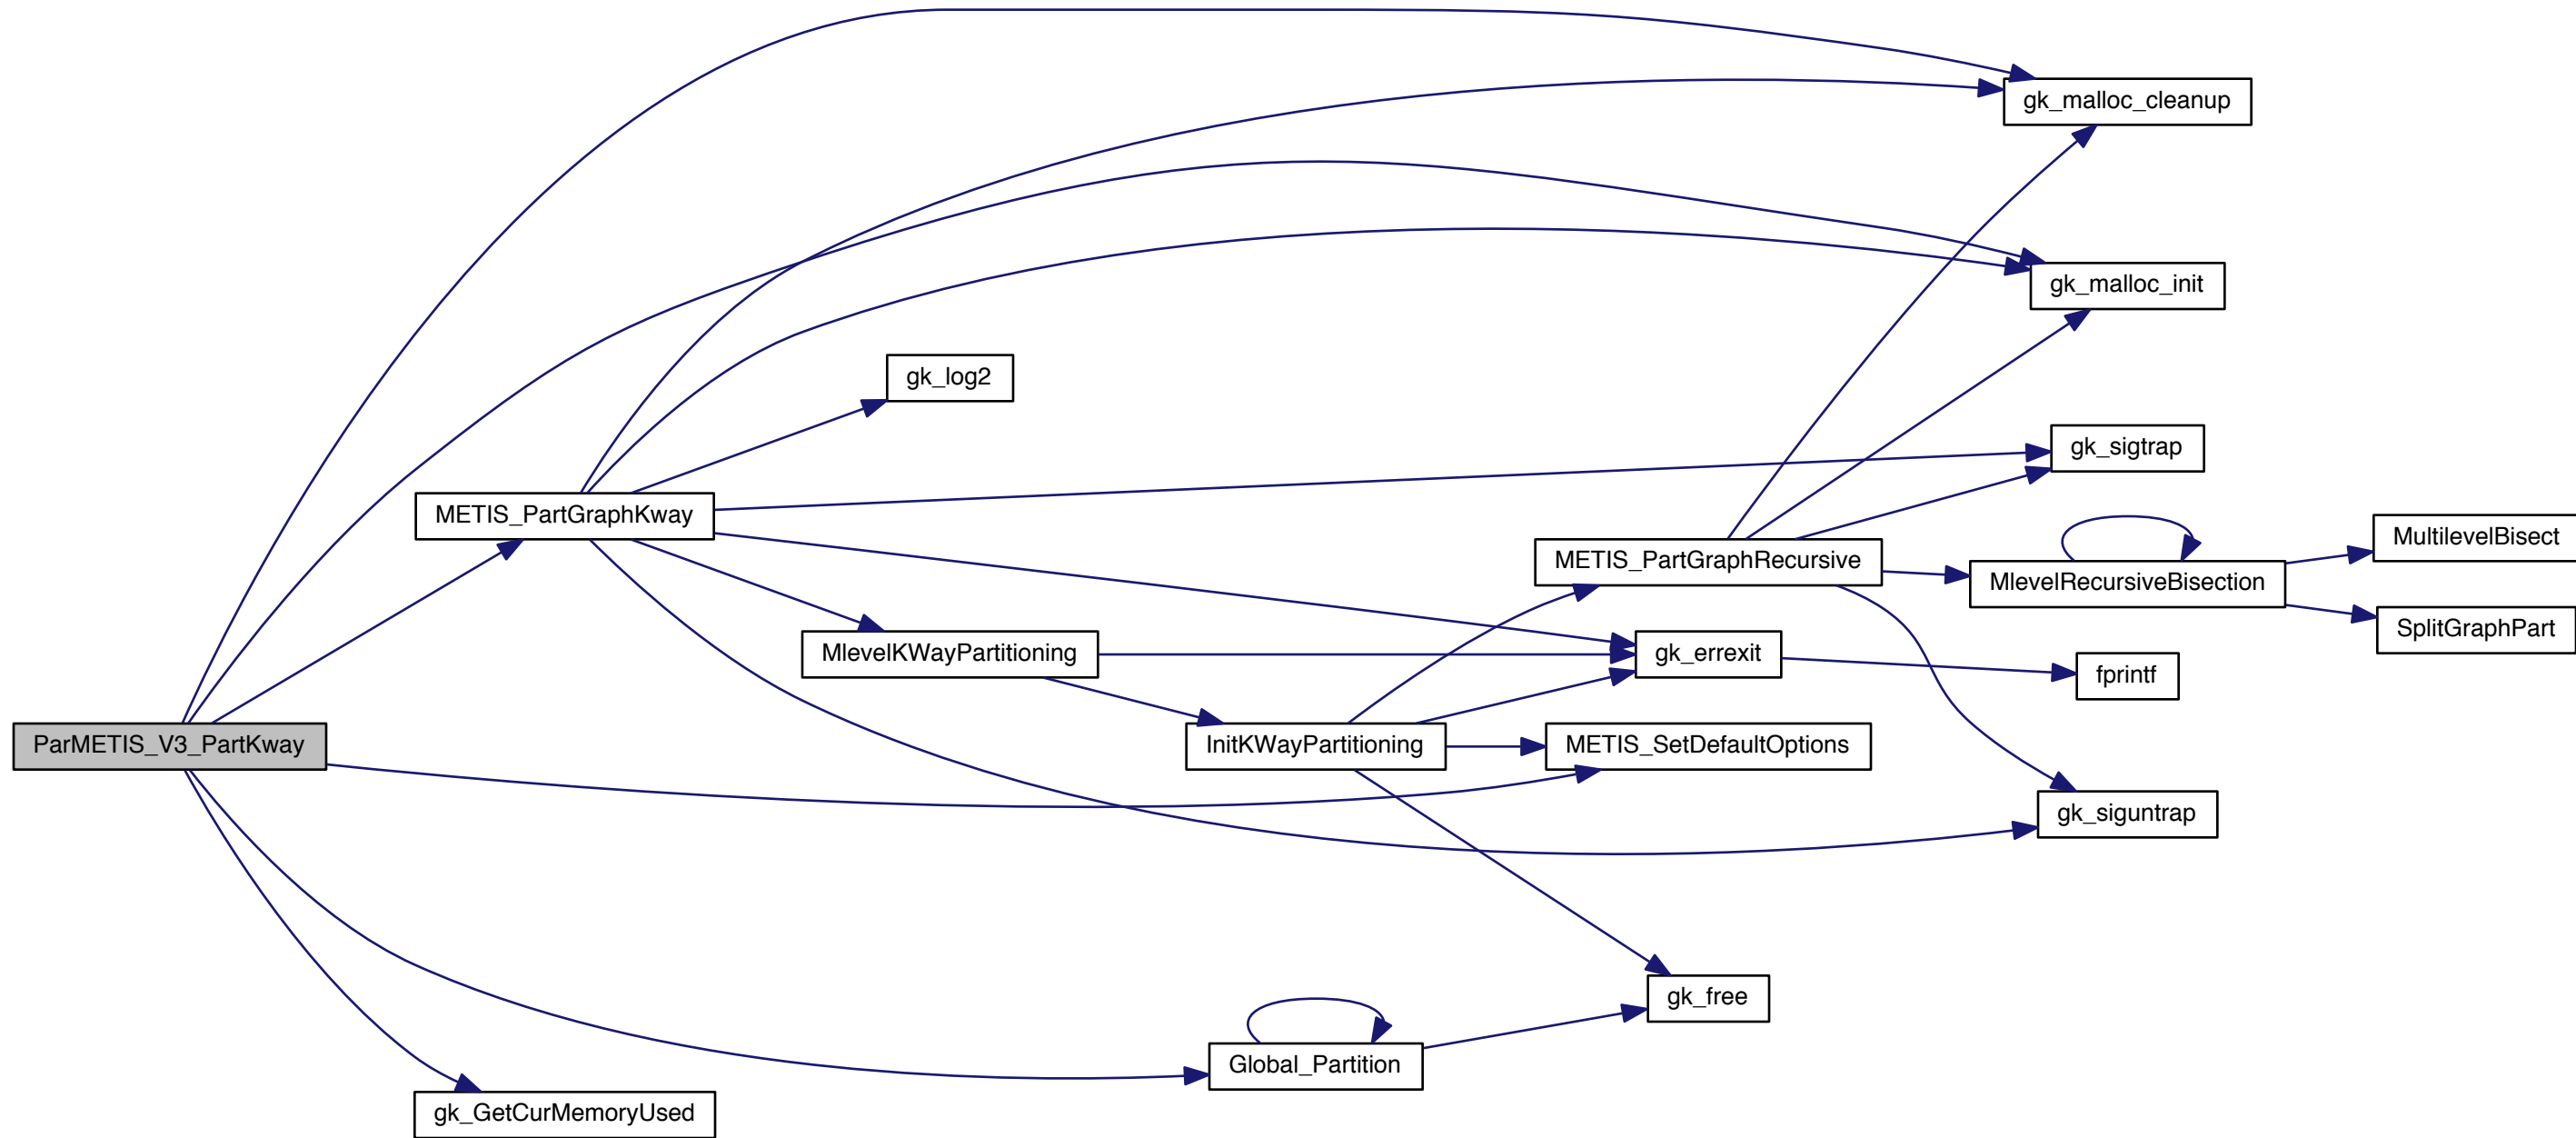 gk_malloc_cleanup
gk_malloc_init
gk_log2
gk_sigtrap
METIS_PartGraphKway
MultilevelBisect
METIS_PartGraphRecursive
MlevelRecursiveBisection
SplitGraphPart
MlevelKWayPartitioning
gk_errexit
fprintf
ParMETIS_V3_PartKway
InitKWayPartitioning
METIS_SetDefaultOptions
gk_siguntrap
gk_free
Global_Partition
gk_GetCurMemoryUsed